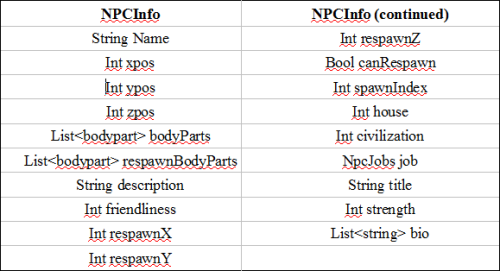 NPCInfo
String Name
Int xpos
Int ypos
Int zpos
List<bodypart> bodyParts
List<bodypart> respawnBodyParts
String description
Int friendliness
Int respawnX
Int respawnY
NPCInfo (continued)
Int respawnZ
Bool canRespawn
Int spawnIndex
Int house
Int civilization
NpcJobs job
String title
Int strength
List<string> bio